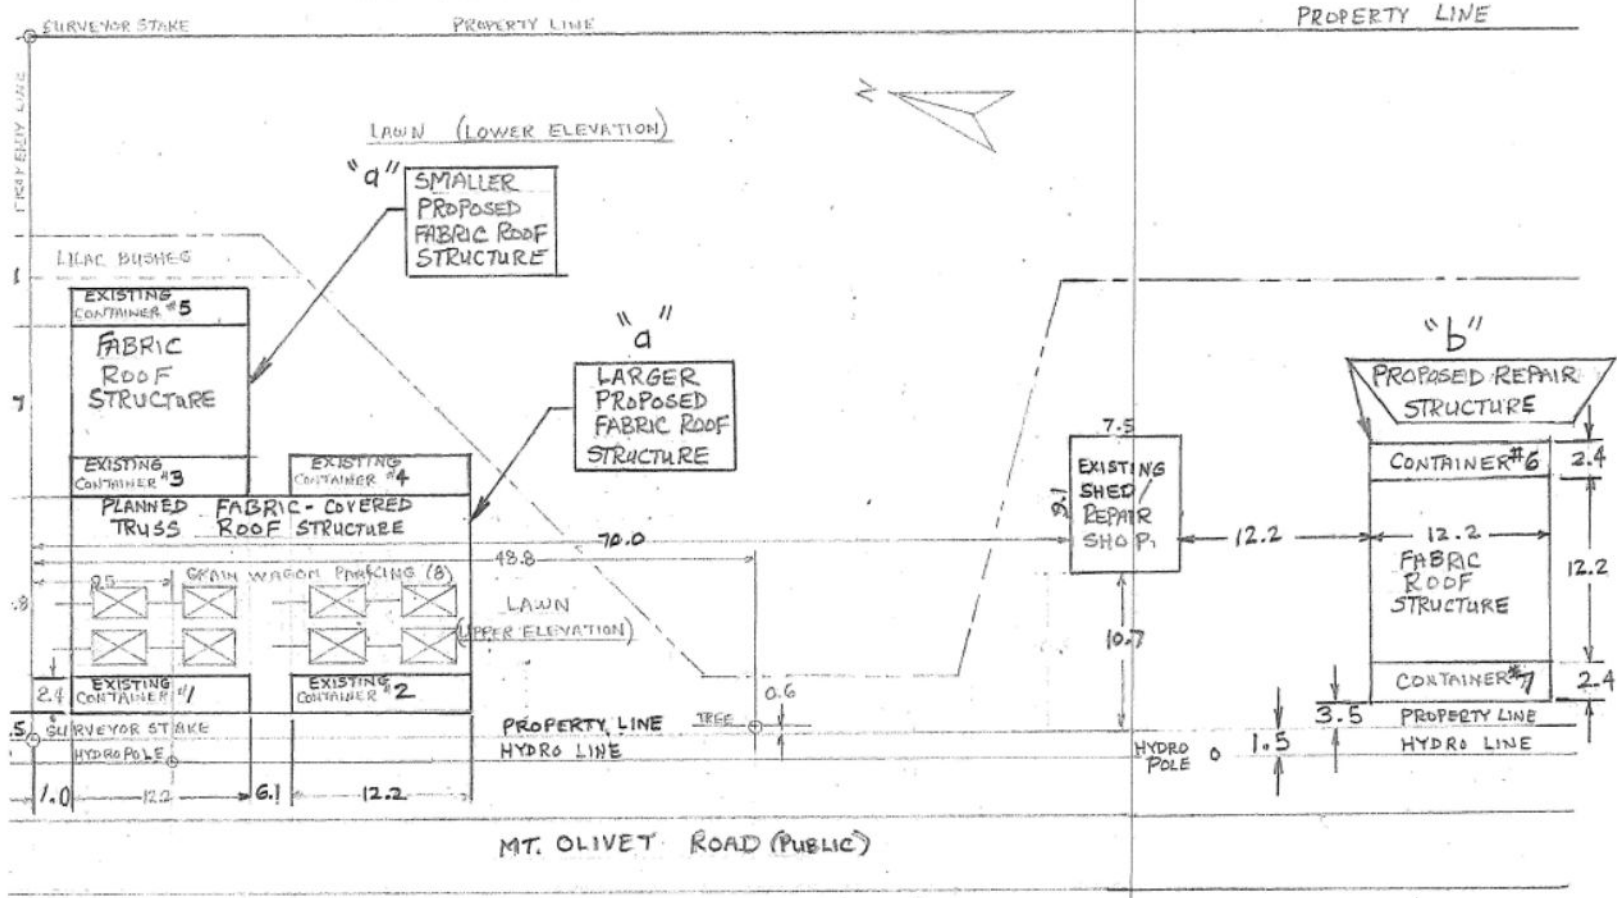 SURVEYOR STAKE
PROPERTY LINE
PROPERTY LINE
PROPERTY LINE
N
LAWN (LOWER ELEVATION)
"a"
SMALLER
PROPOSED
FABRIC ROOF
STRUCTURE
LILAC BUSHES
EXISTING
CONTAINER #5
FABRIC
ROOF
STRUCTURE
EXISTING
CONTAINER #3
EXISTING
CONTAINER #4
"a"
LARGER
PROPOSED
FABRIC ROOF
STRUCTURE
PLANNED FABRIC-COVERED
TRUSS ROOF STRUCTURE
70.0
48.8
GRAIN WAGON PARKING (8)
LAWN
(UPPER ELEVATION)
2.4
EXISTING
CONTAINER #1
EXISTING
CONTAINER #2
.8
.5
SURVEYOR STAKE
HYDRO POLE
PROPERTY LINE
HYDRO LINE
TREE
0.6
1.0
12.2
6.1
12.2
7.5
9.1
EXISTING
SHED/
REPAIR
SHOP.
12.2
10.7
HYDRO
POLE
1.5
3.5
"b"
PROPOSED REPAIR
STRUCTURE
CONTAINER #6
2.4
12.2
FABRIC
ROOF
STRUCTURE
12.2
CONTAINER #7
2.4
PROPERTY LINE
HYDRO LINE
MT. OLIVET ROAD (PUBLIC)